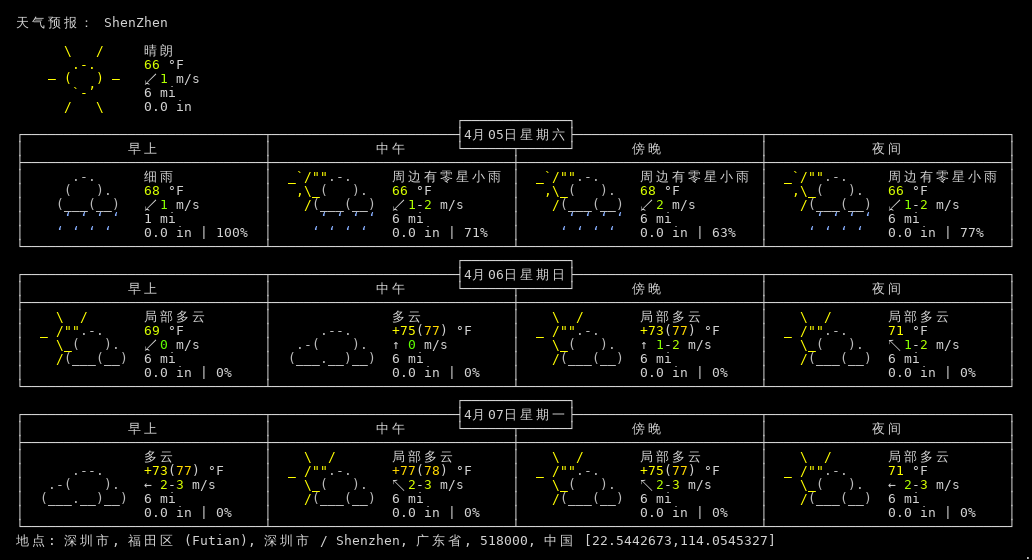 天气预报： ShenZhen
晴朗
66 °F
↙1 m/s
6 mi
0.0 in
4月05日星期六
早上 中午 傍晚 夜间
细雨 周边有零星小雨 周边有零星小雨 周边有零星小雨
68 °F 66 °F 68 °F 66 °F
↙1 m/s ↙1-2 m/s ↙2 m/s ↙1-2 m/s
1 mi 6 mi 6 mi 6 mi
0.0 in | 100% 0.0 in | 71% 0.0 in | 63% 0.0 in | 77%
4月06日星期日
早上 中午 傍晚 夜间
局部多云 多云 局部多云 局部多云
69 °F +75(77) °F +73(77) °F 71 °F
↙0 m/s ↑ 0 m/s ↑ 1-2 m/s ↖1-2 m/s
6 mi 6 mi 6 mi 6 mi
0.0 in | 0% 0.0 in | 0% 0.0 in | 0% 0.0 in | 0%
4月07日星期一
早上 中午 傍晚 夜间
多云 局部多云 局部多云 局部多云
+73(77) °F +77(78) °F +75(77) °F 71 °F
← 2-3 m/s ↖2-3 m/s ↖2-3 m/s ← 2-3 m/s
6 mi 6 mi 6 mi 6 mi
0.0 in | 0% 0.0 in | 0% 0.0 in | 0% 0.0 in | 0%
地点: 深圳市, 福田区 (Futian), 深圳市 / Shenzhen, 广东省, 518000, 中国 [22.5442673,114.0545327]